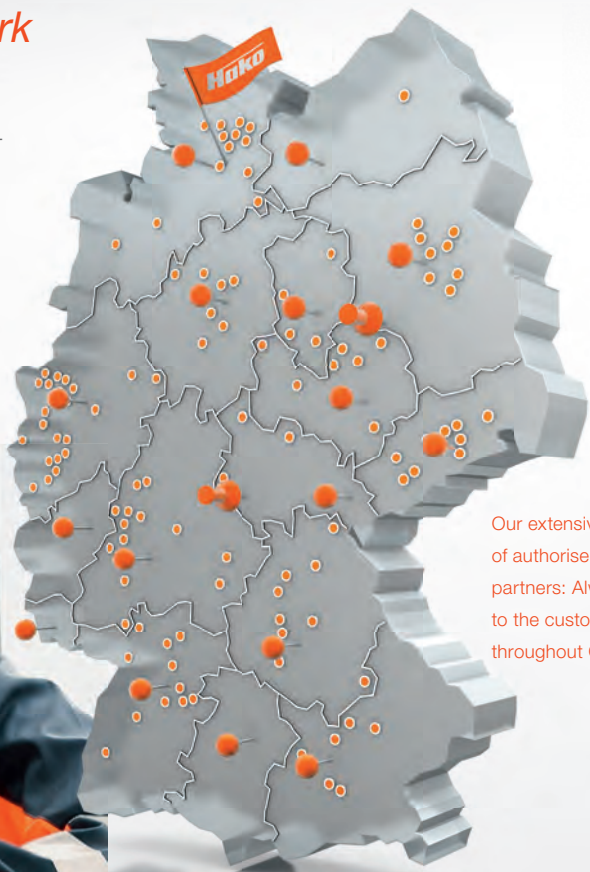 rk
Hako
Our extensiv
of authorise
partners: Alv
to the custo
throughout